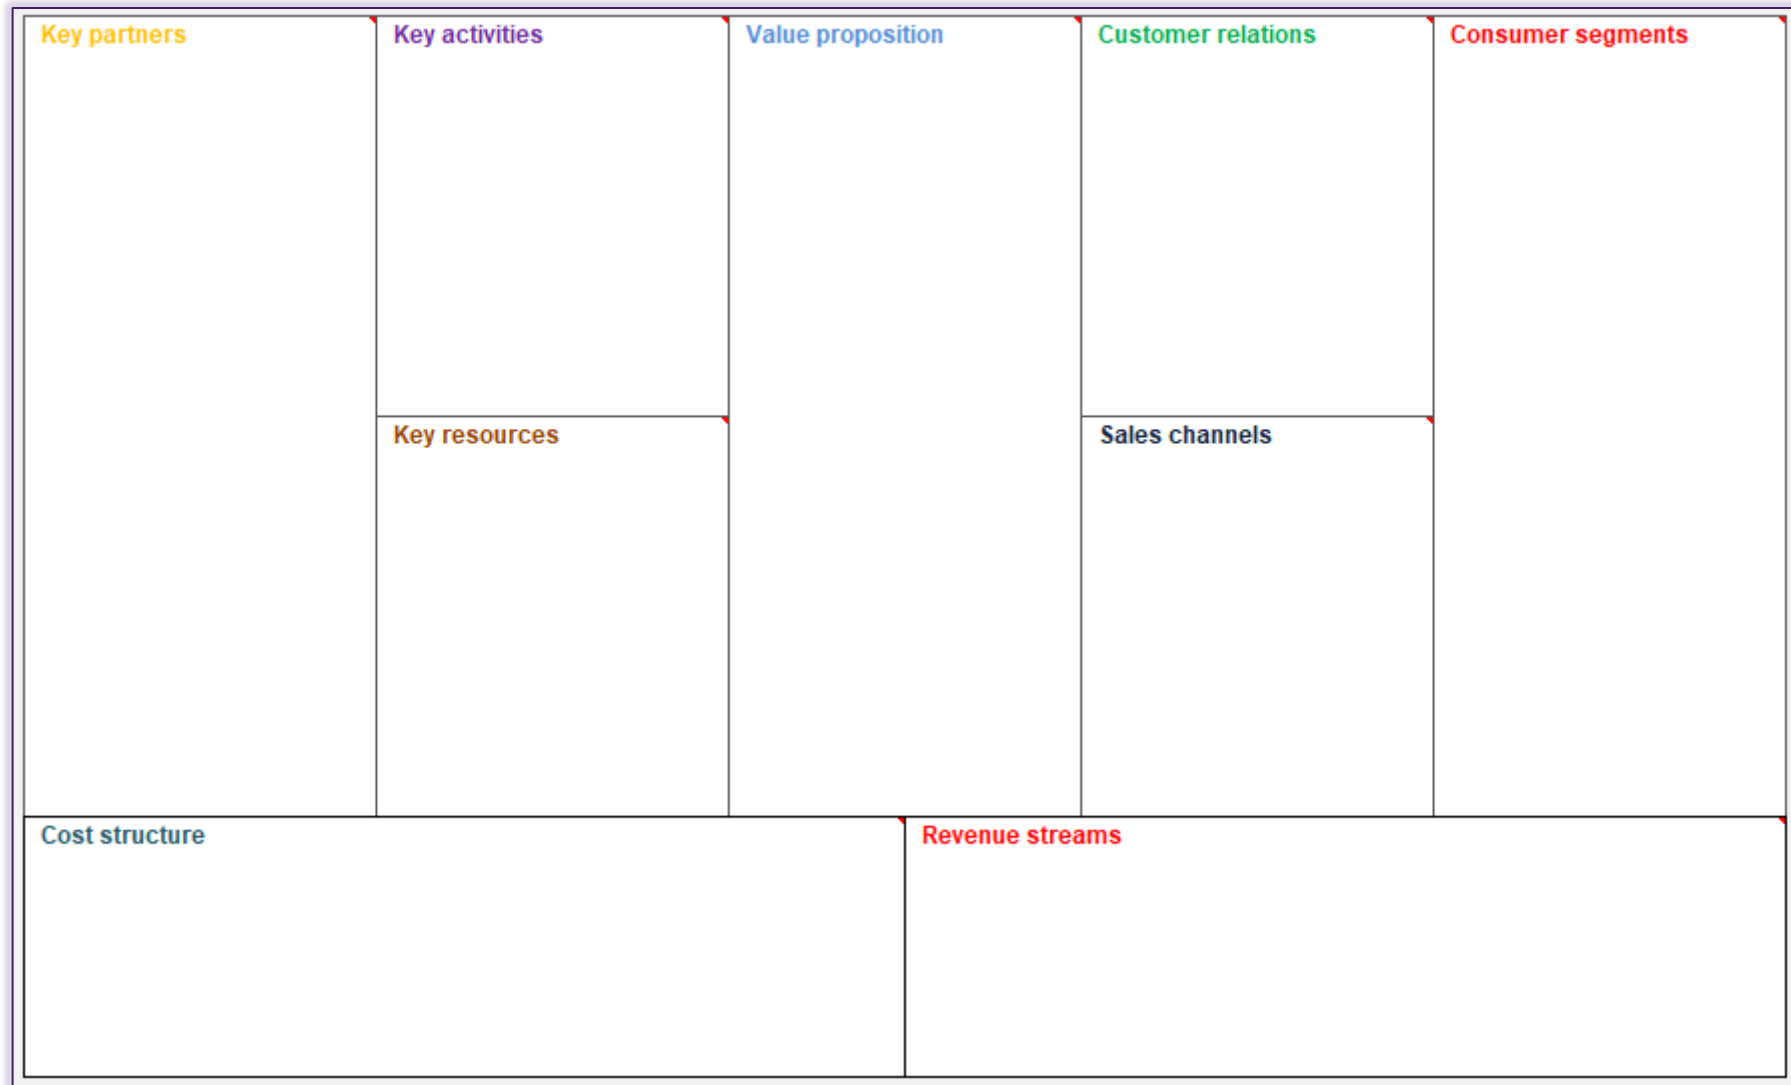 Key partners
Key activities
Value proposition
Customer relations
Consumer segments
Key resources
Sales channels
Cost structure
Revenue streams